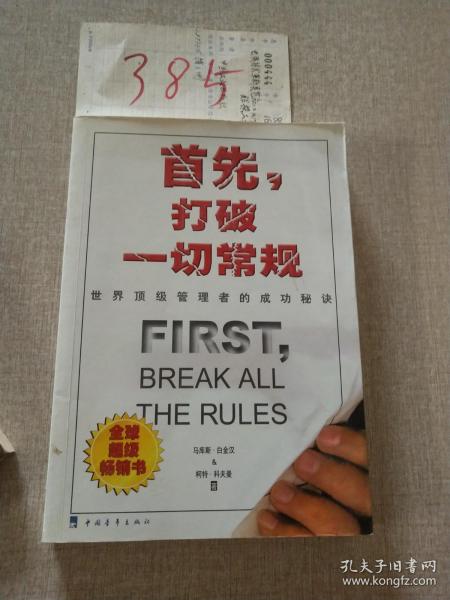 384
000444
首先,
打破
一切常规
世界顶级管理者的成功秘诀
FIRST,
BREAK ALL
THE RULES
全球
超级
畅销书
马库斯·白金汉
&
柯特·科夫曼
著
中国青年出版社
孔夫子旧书网
www.kongfz.com